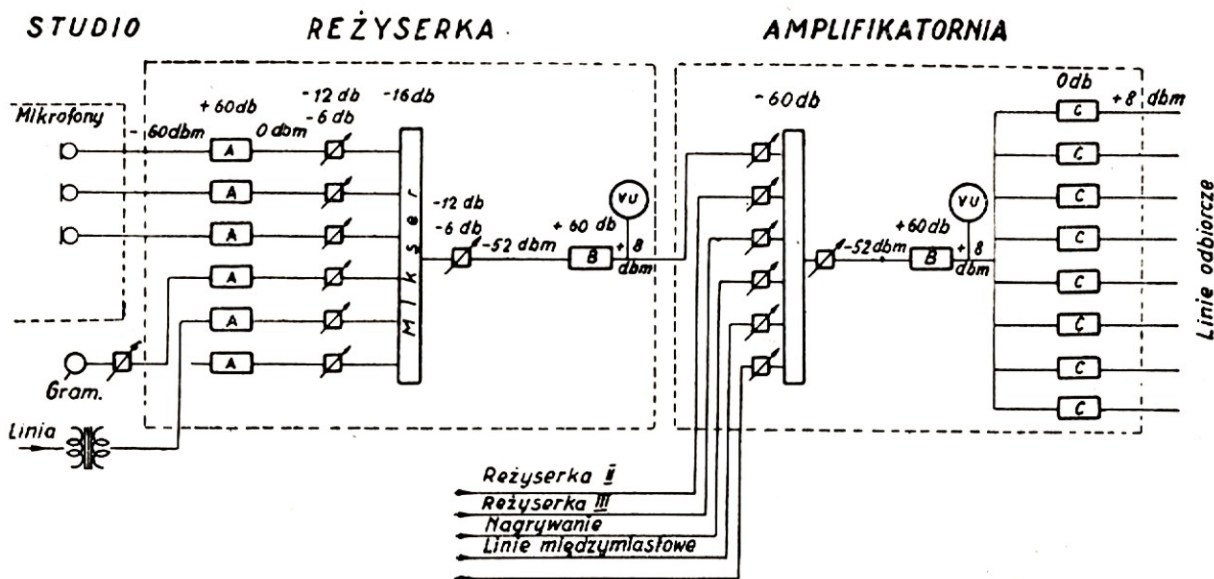 STUDIO REŻYSERKA AMPLIFIKATORNIA
Mikrofony
- 60dbm
+60db
0dbm
-12 db
-6 db
-16db
A
A
A
A
A
A
Mikser
-12 db
-6 db
-52 dbm
+60 db
B
VU
+8
dbm
-60db
-52dbm
+60db
B
VU
+8
dbm
0db
+8 dbm
C
C
C
C
C
C
C
C
Linie odbiorcze
Gram.
Linia
Reżyserka II
Reżyserka III
Nagrywanie
Linie międzymiastowe